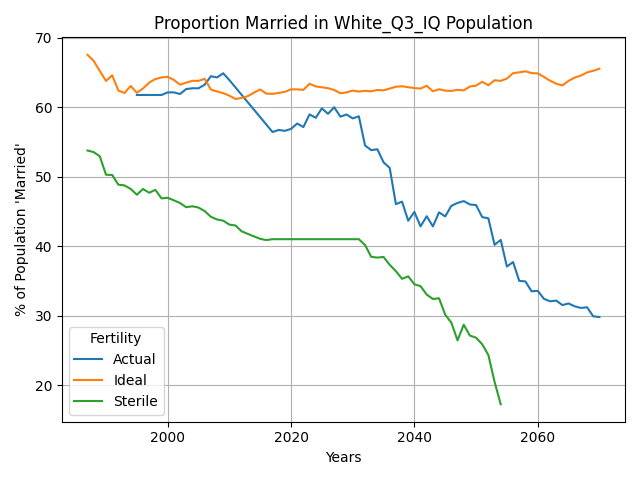 Proportion Married in White_Q3_IQ Population
% of Population 'Married'
70
60
50
40
30
20
2000
2020
2040
2060
Years
Fertility
Actual
Ideal
Sterile